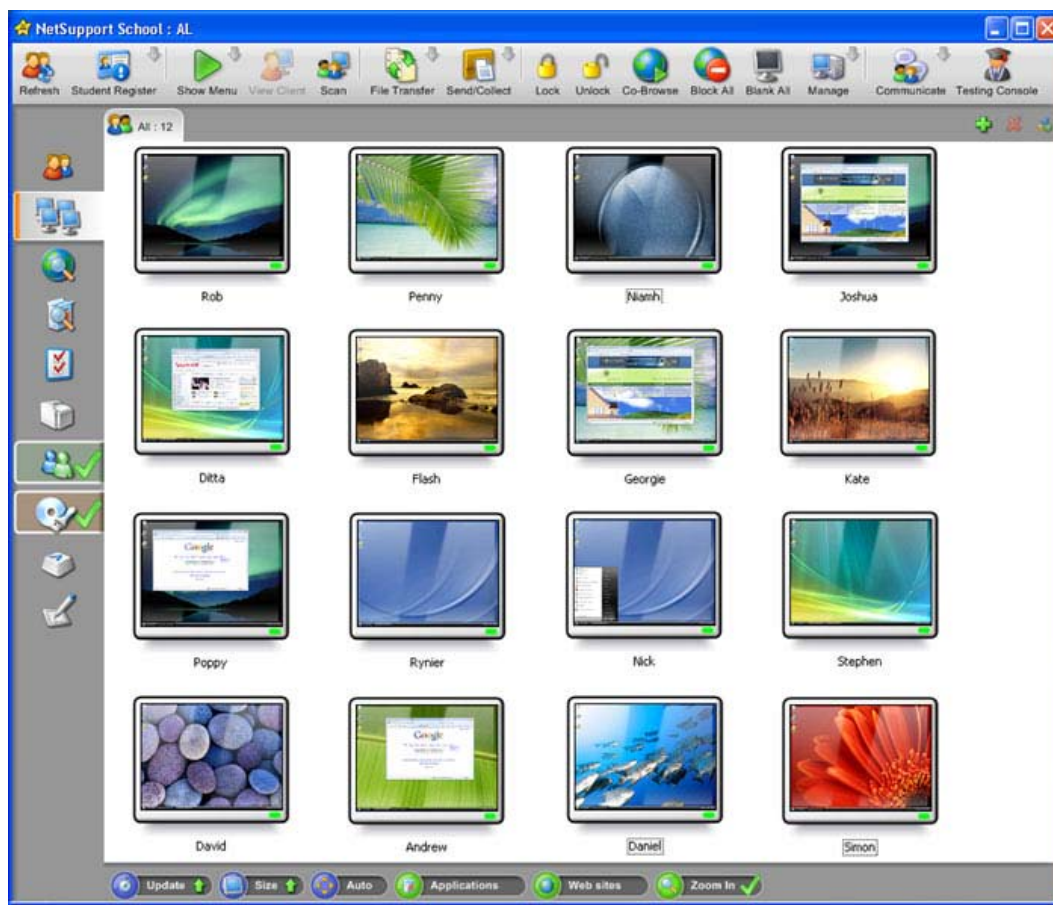 NetSupport School : AL
Refresh Student Register Show Menu View Client Scan File Transfer Send/Collect Lock Unlock Co-Browse Block All Blank All Manage Communicate Testing Console
All : 12
Rob Penny Niamh Joshua
Ditta Flash Georgie Kate
Google
Poppy Rynier Nick Stephen
Google
David Andrew Daniel Simon
Update Size Auto Applications Web sites Zoom In